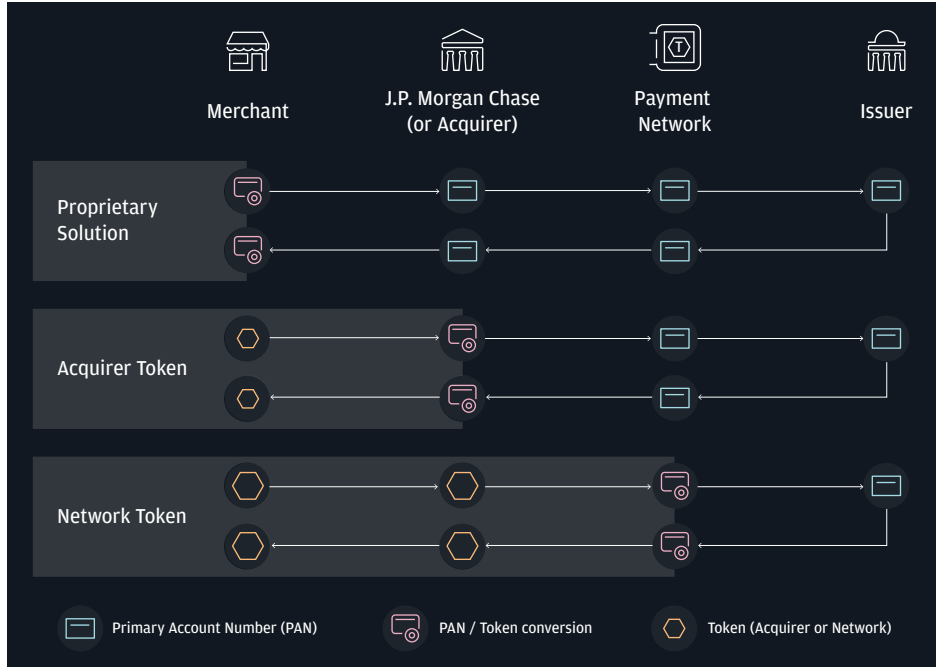 Merchant
J.P. Morgan Chase
(or Acquirer)
T
Payment
Network
Issuer
Proprietary
Solution
Acquirer Token
Network Token
Primary Account Number (PAN)
PAN / Token conversion
Token (Acquirer or Network)